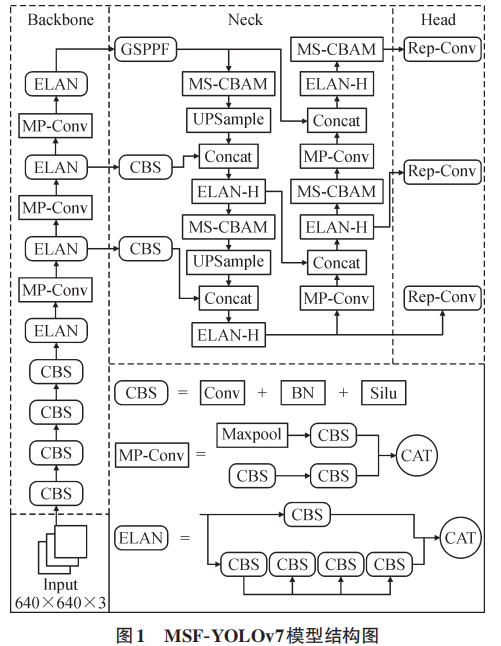 Backbone
Neck
Head
ELAN
MP-Conv
ELAN
MP-Conv
ELAN
MP-Conv
ELAN
CBS
CBS
CBS
CBS
Input
640×640×3
GSPPF
MS-CBAM
UPSample
CBS
Concat
ELAN-H
MS-CBAM
CBS
UPSample
Concat
ELAN-H
MS-CBAM
ELAN-H
Concat
MP-Conv
MS-CBAM
ELAN-H
Concat
MP-Conv
Rep-Conv
Rep-Conv
Rep-Conv
CBS = Conv + BN + Silu
MP-Conv = Maxpool CBS CAT
CBS CBS
ELAN = CBS CAT
CBS CBS CBS CBS
图1 MSF-YOLOv7模型结构图